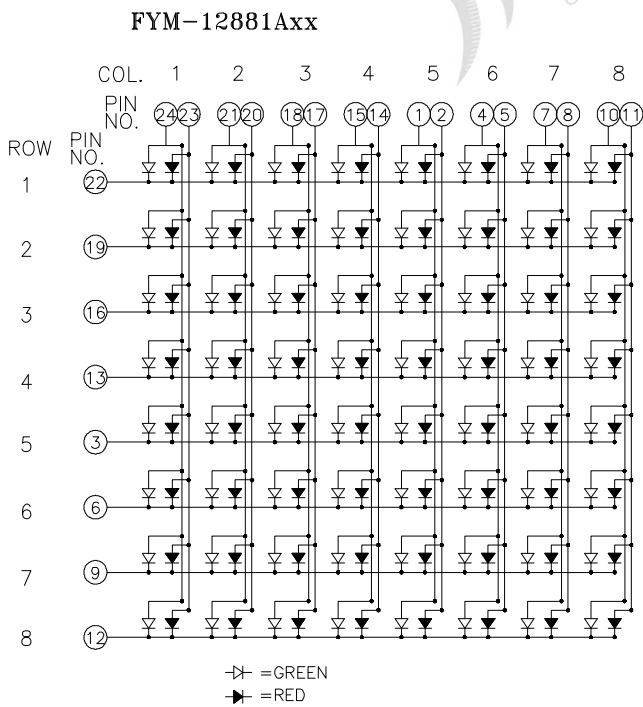 FYM-12881Axx
COL. 1 2 3 4 5 6 7 8
PIN NO. 24 23 21 20 18 17 15 14 1 2 4 5 7 8 10 11
ROW PIN NO.
1 22
2 19
3 16
4 13
5 3
6 6
7 9
8 12
=GREEN
=RED